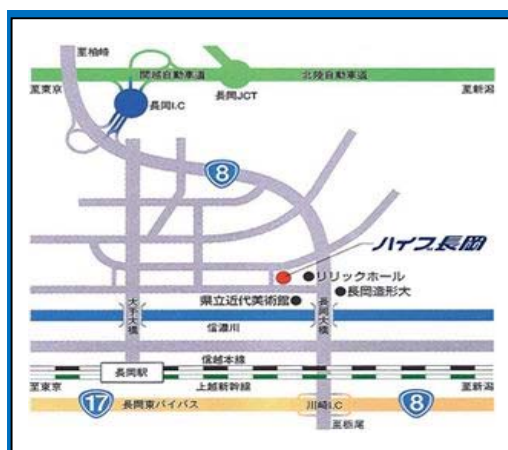 至柏崎
関越自動車道
北陸自動車道
至東京
長岡I.C
長岡JCT
至新潟
8
ハイブ長岡
リリックホール
長岡造形大
県立近代美術館
大手大橋
長岡大橋
信濃川
信越本線
長岡駅
至東京
上越新幹線
至新潟
17
長岡東バイパス
川崎I.C
8
至栃尾